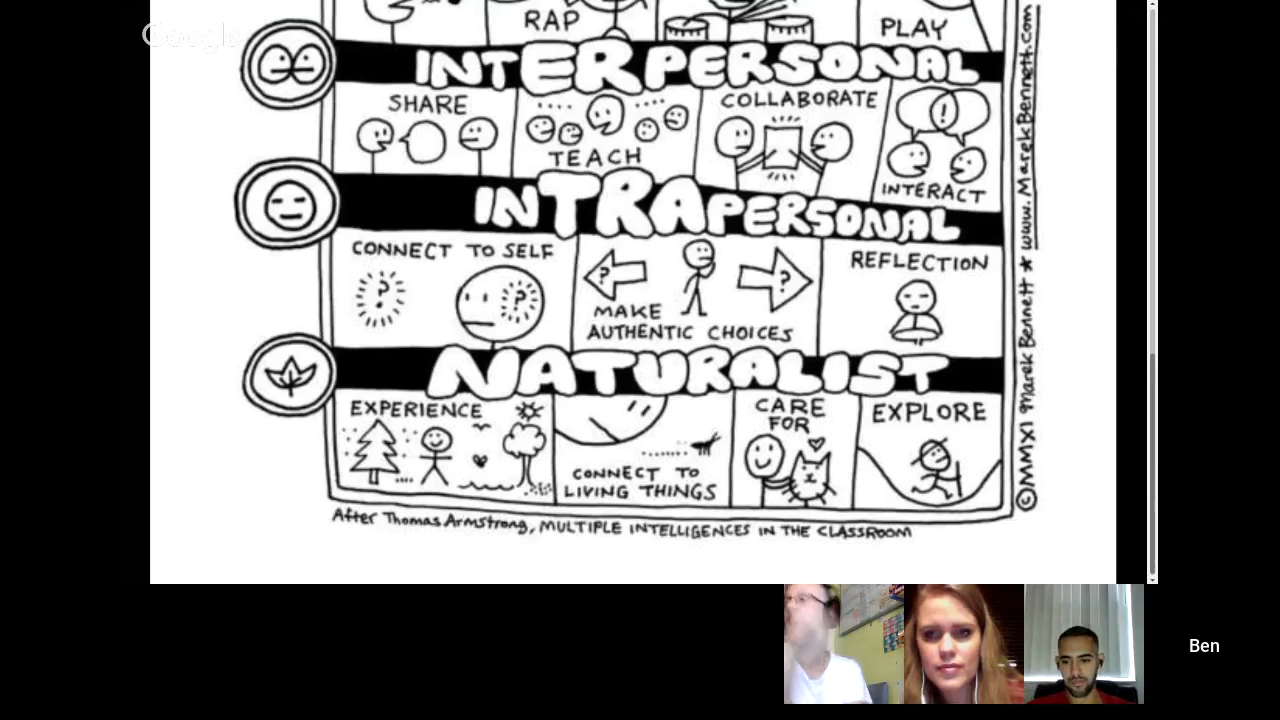 Google
RAP
PLAY
INTERPERSONAL
SHARE
TEACH
COLLABORATE
!
INTERACT
INTRAPERSONAL
CONNECT TO SELF
?
?
?
?
MAKE
AUTHENTIC CHOICES
REFLECTION
NATURALIST
EXPERIENCE
CONNECT TO
LIVING THINGS
CARE
FOR
EXPLORE
After Thomas Armstrong, MULTIPLE INTELLIGENCES IN THE CLASSROOM
© MMXI Marek Bennett * www.MarekBennett.Com
Ben